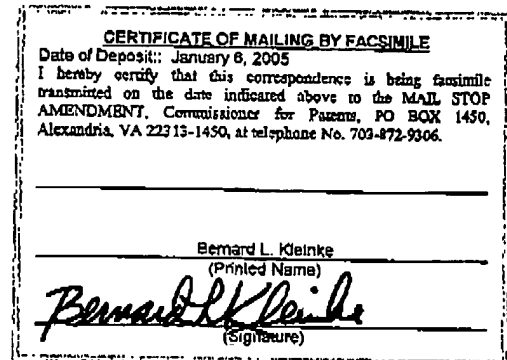 CERTIFICATE OF MAILING BY FACSIMILE
Date of Deposit:: January 6, 2005
I hereby certify that this correspondence is being facsimile
transmitted on the date indicated above to the MAIL STOP
AMENDMENT, Commissioner for Patents, PO BOX 1450,
Alexandria, VA 22313-1450, at telephone No. 703-872-9306.
Bernard L. Kleinke
(Printed Name)
Bernard L Kleinke
(Signature)